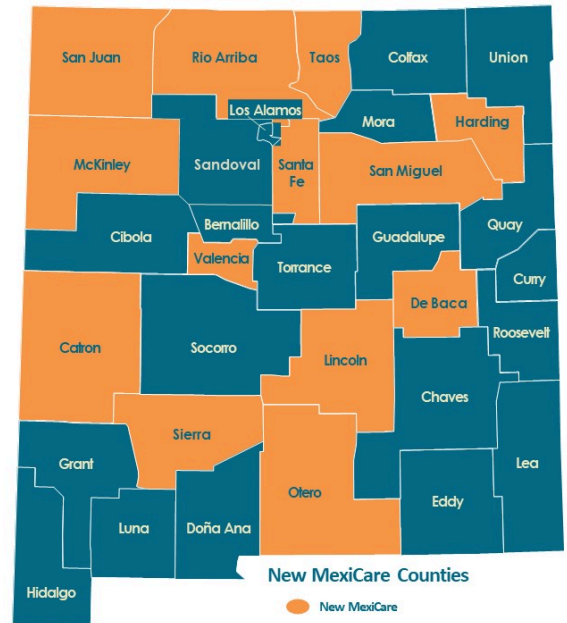 San Juan
Rio Arriba
Taos
Colfax
Union
Los Alamos
Mora
Harding
McKinley
Sandoval
Santa
Fe
San Miguel
Bernalillo
Cibola
Valencia
Torrance
Guadalupe
Quay
Curry
De Baca
Roosevelt
Catron
Socorro
Lincoln
Chaves
Sierra
Grant
Lea
Otero
Eddy
Luna
Doña Ana
Hidalgo
New MexiCare Counties
New MexiCare